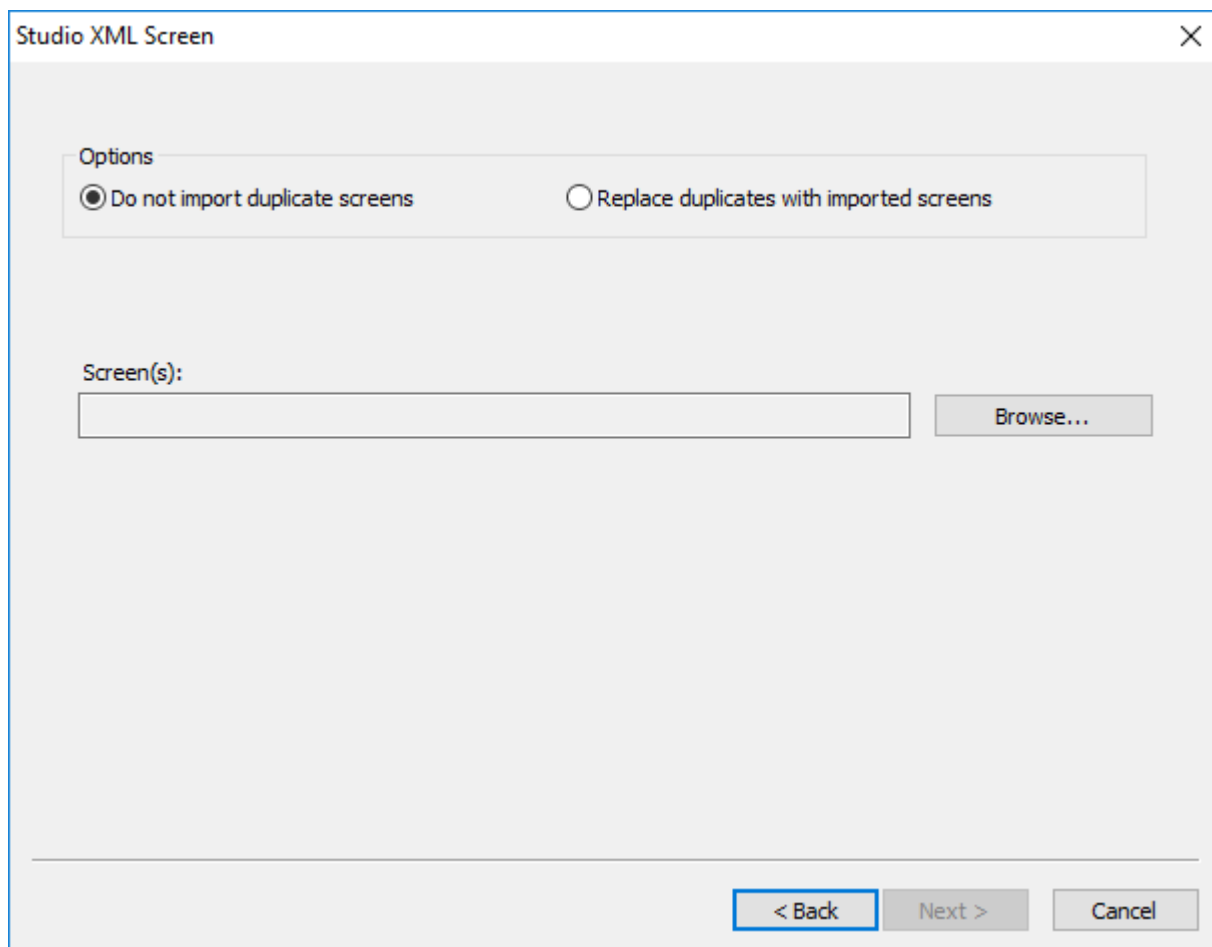 Studio XML Screen
Options
Do not import duplicate screens
Replace duplicates with imported screens
Screen(s):
Browse...
< Back
Next >
Cancel